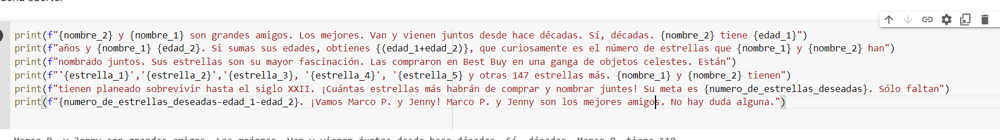 print(f"{nombre_2} y {nombre_1} son grandes amigos. Los mejores. Van y vienen juntos desde hace décadas. Sí, décadas. {nombre_2} tiene {edad_1}")
print(f"años y {nombre_1} {edad_2}. Si sumas sus edades, obtienes {(edad_1+edad_2)}, que curiosamente es el número de estrellas que {nombre_1} y {nombre_2} han")
print(f"nombrado juntos. Sus estrellas son su mayor fascinación. Las compraron en Best Buy en una ganga de objetos celestes. Están")
print(f"'{estrella_1}','{estrella_2}','{estrella_3}, '{estrella_4}', '{estrella_5} y otras 147 estrellas más. {nombre_1} y {nombre_2} tienen")
print(f"tienen planeado sobrevivir hasta el siglo XXII. ¡Cuántas estrellas más habrán de comprar y nombrar juntes! Su meta es {numero_de_estrellas_deseadas}. Sólo faltan")
print(f"{numero_de_estrellas_deseadas-edad_1-edad_2}. ¡Vamos Marco P. y Jenny! Marco P. y Jenny son los mejores amigos. No hay duda alguna.")
Marco P. y Jenny son grandes amigos. Los mejores. Van y vienen juntos desde hace décadas. Sí, décadas. Marco P. tiene 110